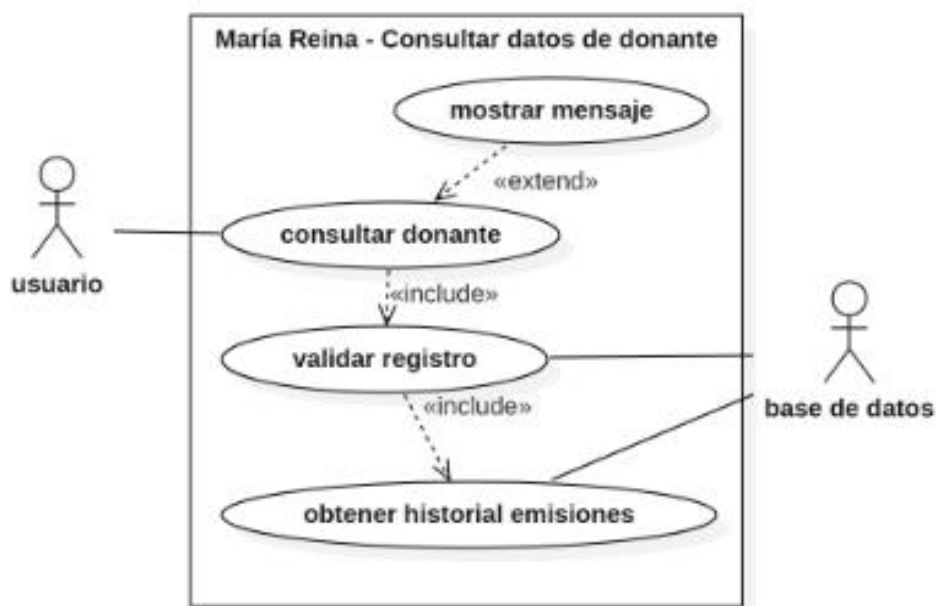 María Reina - Consultar datos de donante
mostrar mensaje
«extend»
consultar donante
usuario
«include»
validar registro
«include»
base de datos
obtener historial emisiones